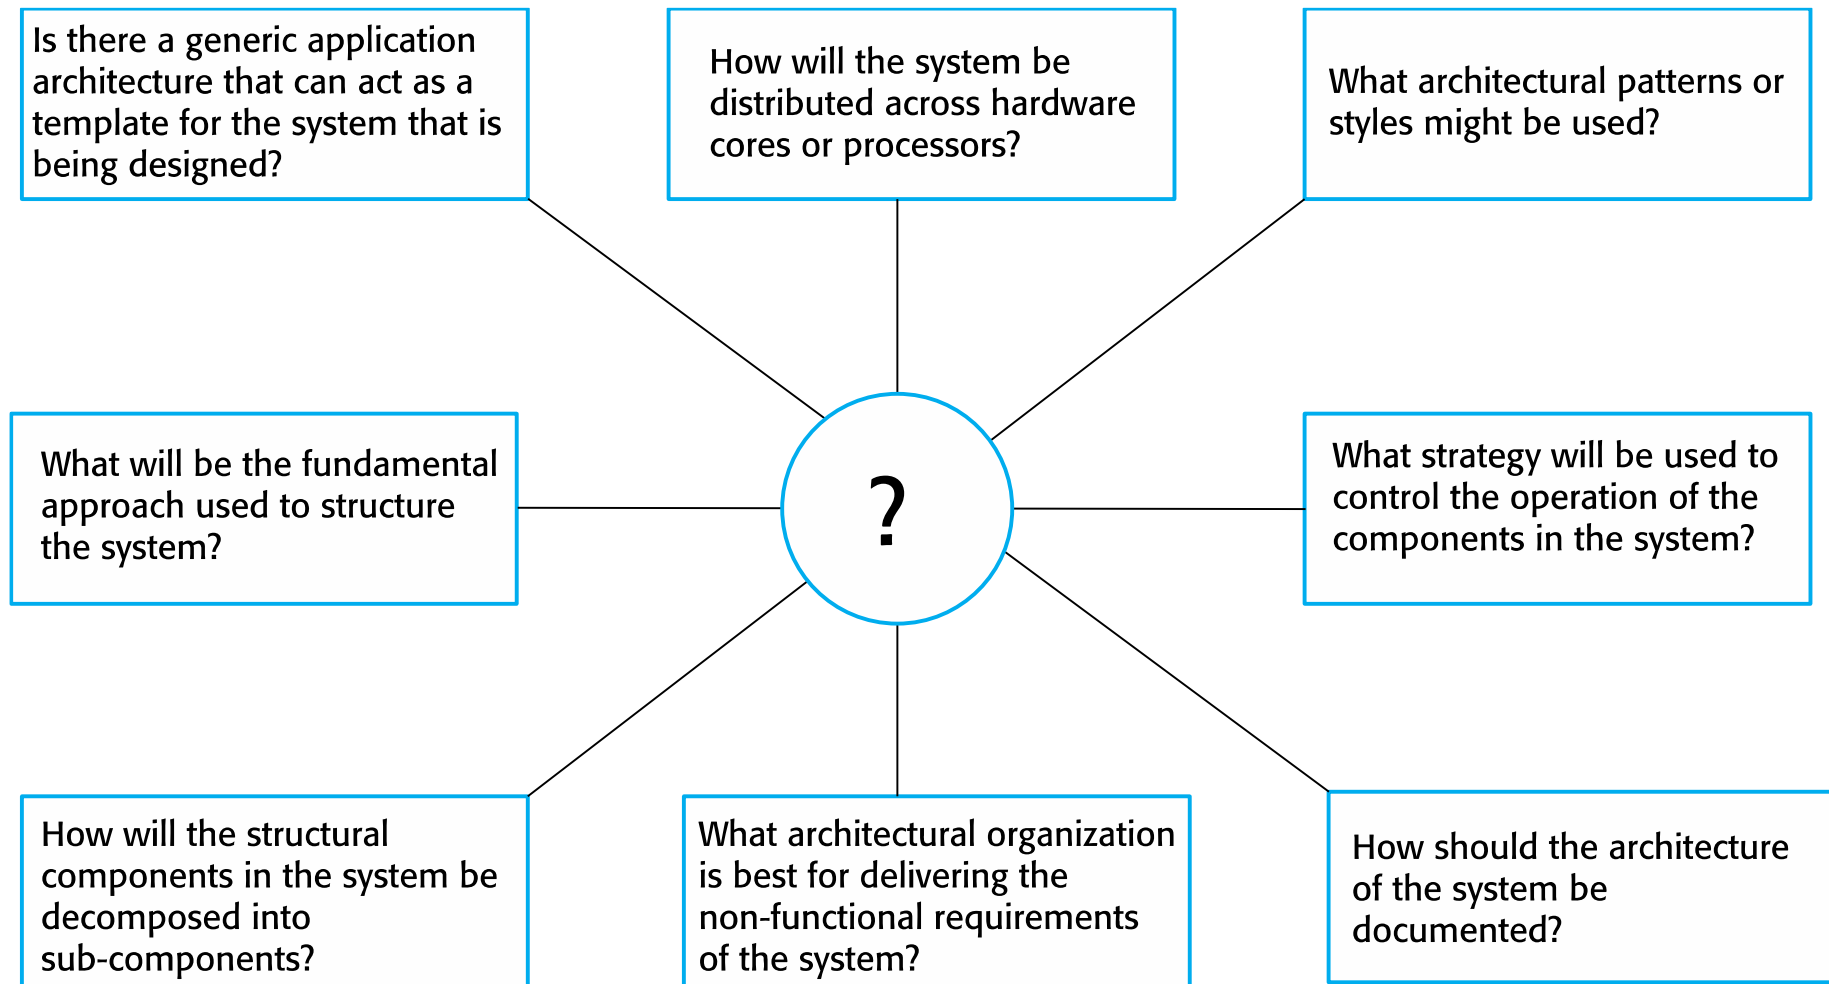 Is there a generic application
architecture that can act as a
template for the system that is
being designed?
How will the system be
distributed across hardware
cores or processors?
What architectural patterns or
styles might be used?
What will be the fundamental
approach used to structure
the system?
?
What strategy will be used to
control the operation of the
components in the system?
How will the structural
components in the system be
decomposed into
sub-components?
What architectural organization
is best for delivering the
non-functional requirements
of the system?
How should the architecture
of the system be
documented?